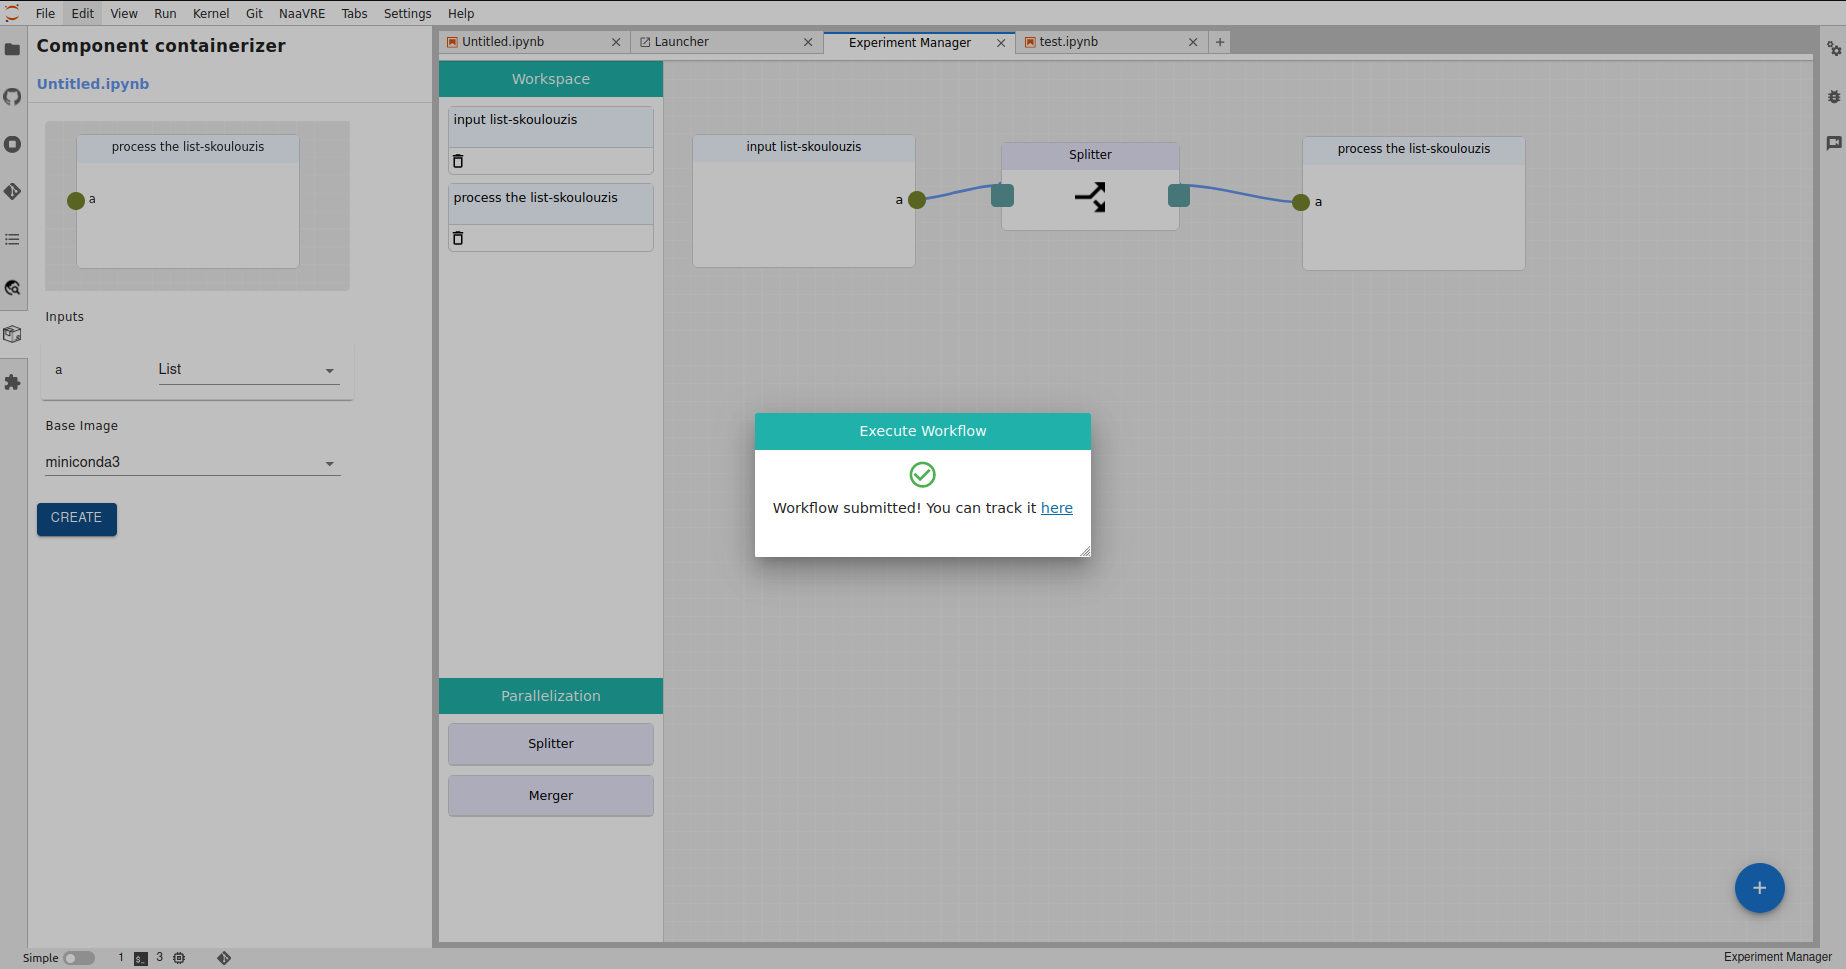 File Edit View Run Kernel Git NaaVRE Tabs Settings Help
Component containerizer
Untitled.ipynb
process the list-skoulouzis
a
Inputs
a List
Base Image
miniconda3
CREATE
Untitled.ipynb Launcher Experiment Manager test.ipynb
Workspace
input list-skoulouzis
process the list-skoulouzis
Parallelization
Splitter
Merger
input list-skoulouzis
a
Splitter
process the list-skoulouzis
a
Execute Workflow
Workflow submitted! You can track it here
+
Simple 1 $_ 3 Experiment Manager